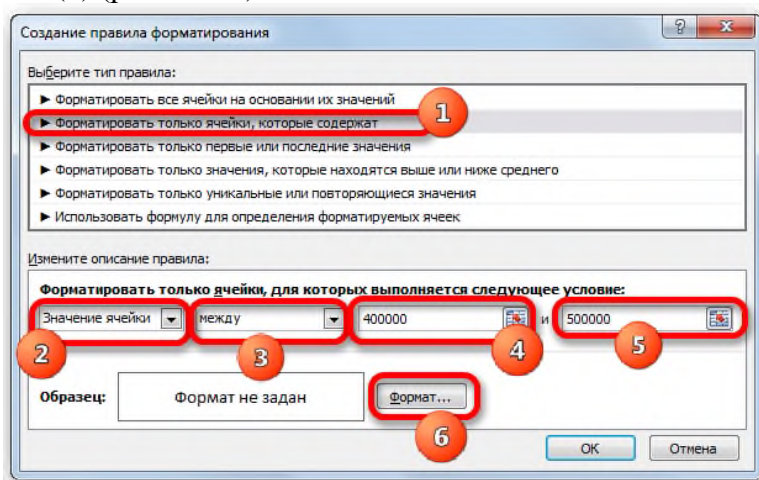 Создание правила форматирования
Выберите тип правила:
► Форматировать все ячейки на основании их значений
► Форматировать только ячейки, которые содержат
1
► Форматировать только первые или последние значения
► Форматировать только значения, которые находятся выше или ниже среднего
► Форматировать только уникальные или повторяющиеся значения
► Использовать формулу для определения форматируемых ячеек
Измените описание правила:
Форматировать только ячейки, для которых выполняется следующее условие:
Значение ячейки между 400000 и 500000
2 3 4 5
Образец: Формат не задан Формат...
6
ОК Отмена